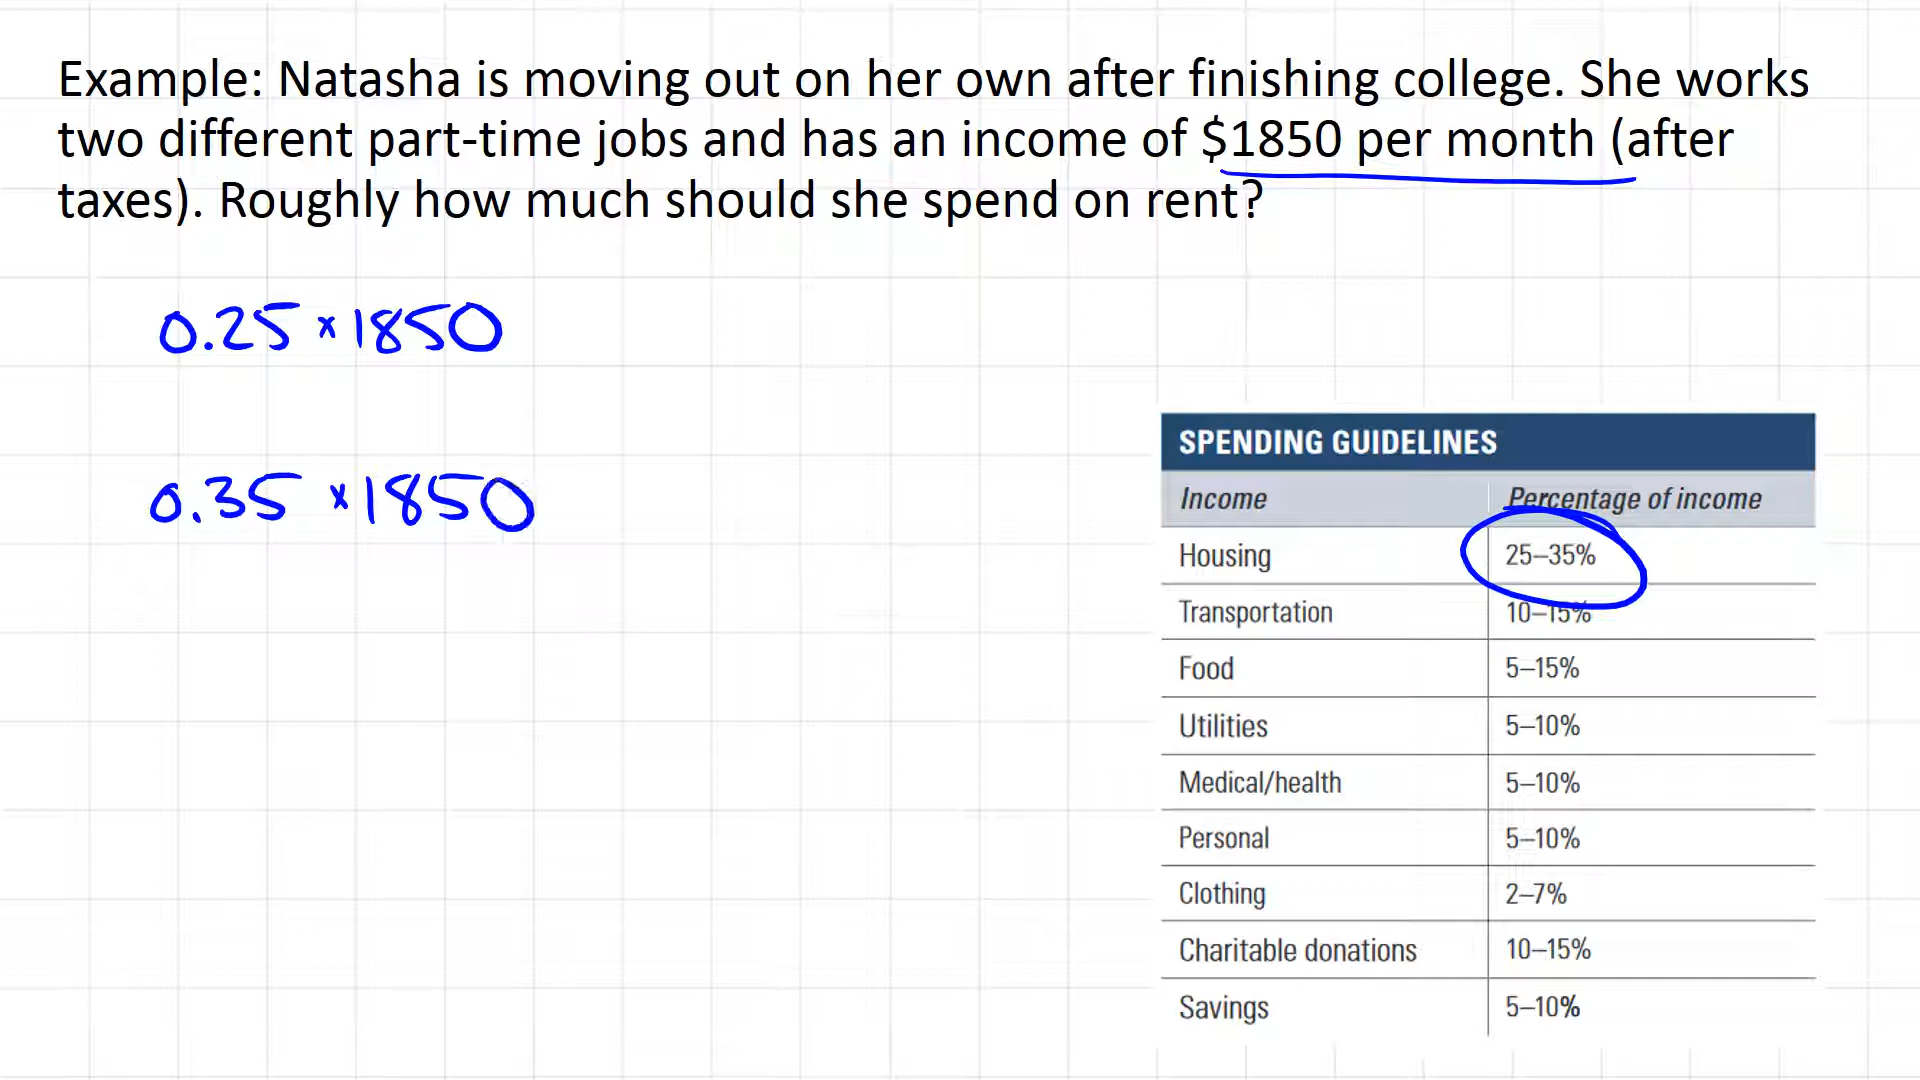 Example: Natasha is moving out on her own after finishing college. She works
two different part-time jobs and has an income of $1850 per month (after
taxes). Roughly how much should she spend on rent?
0.25 × 1850
0.35 × 1850
SPENDING GUIDELINES
Income Percentage of income
Housing 25–35%
Transportation 10–15%
Food 5–15%
Utilities 5–10%
Medical/health 5–10%
Personal 5–10%
Clothing 2–7%
Charitable donations 10–15%
Savings 5–10%